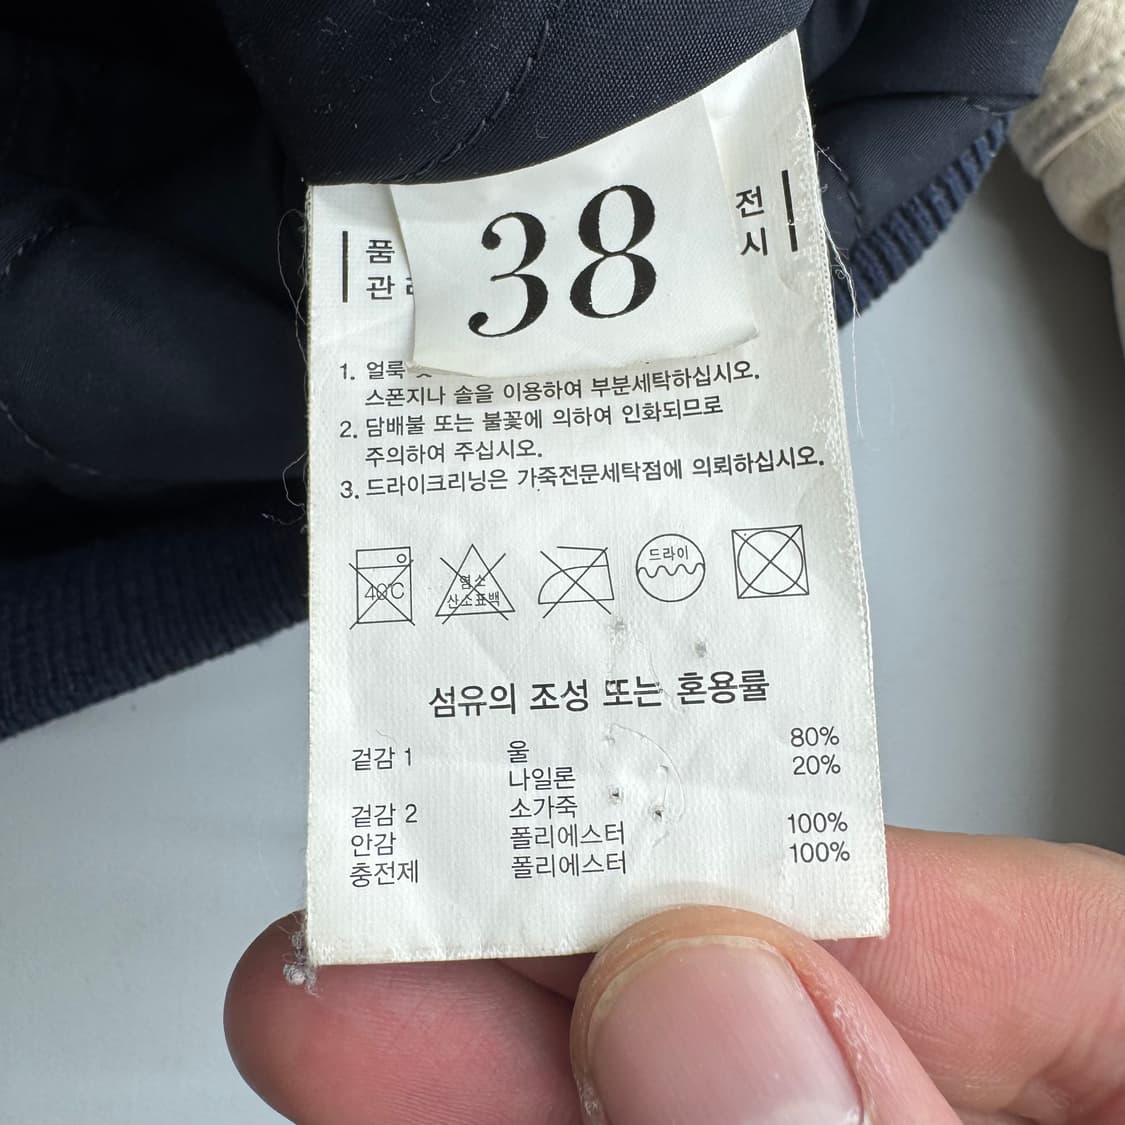 38
전
시
품
관
1. 얼룩
스폰지나 솔을 이용하여 부분세탁하십시오.
2. 담배불 또는 불꽃에 의하여 인화되므로
주의하여 주십시오.
3. 드라이크리닝은 가죽전문세탁점에 의뢰하십시오.
40℃
염소
산소표백
드라이
섬유의 조성 또는 혼용률
겉감 1 울 80%
나일론 20%
겉감 2 소가죽
안감 폴리에스터 100%
충전제 폴리에스터 100%